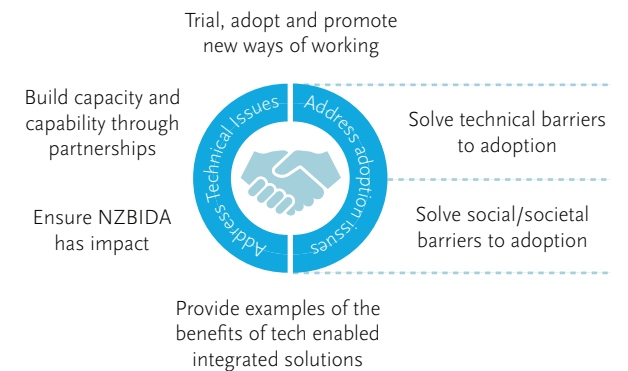 Trial, adopt and promote
new ways of working
Build capacity and
capability through
partnerships
Ensure NZBIDA
has impact
Address Technical Issues
Address adoption issues
Solve technical barriers
to adoption
Solve social/societal
barriers to adoption
Provide examples of the
benefits of tech enabled
integrated solutions